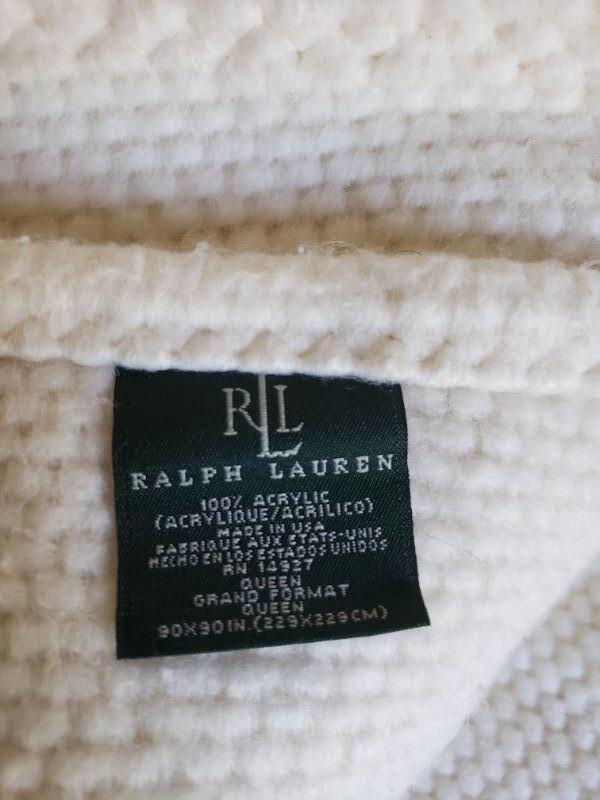 RL
RALPH LAUREN
100% ACRYLIC
(ACRYLIQUE/ACRILICO)
MADE IN USA
FABRIQUE AUX ETATS-UNIS
HECHO EN LOS ESTADOS UNIDOS
RN 14927
QUEEN
GRAND FORMAT
QUEEN
90X90IN.(229X229CM)